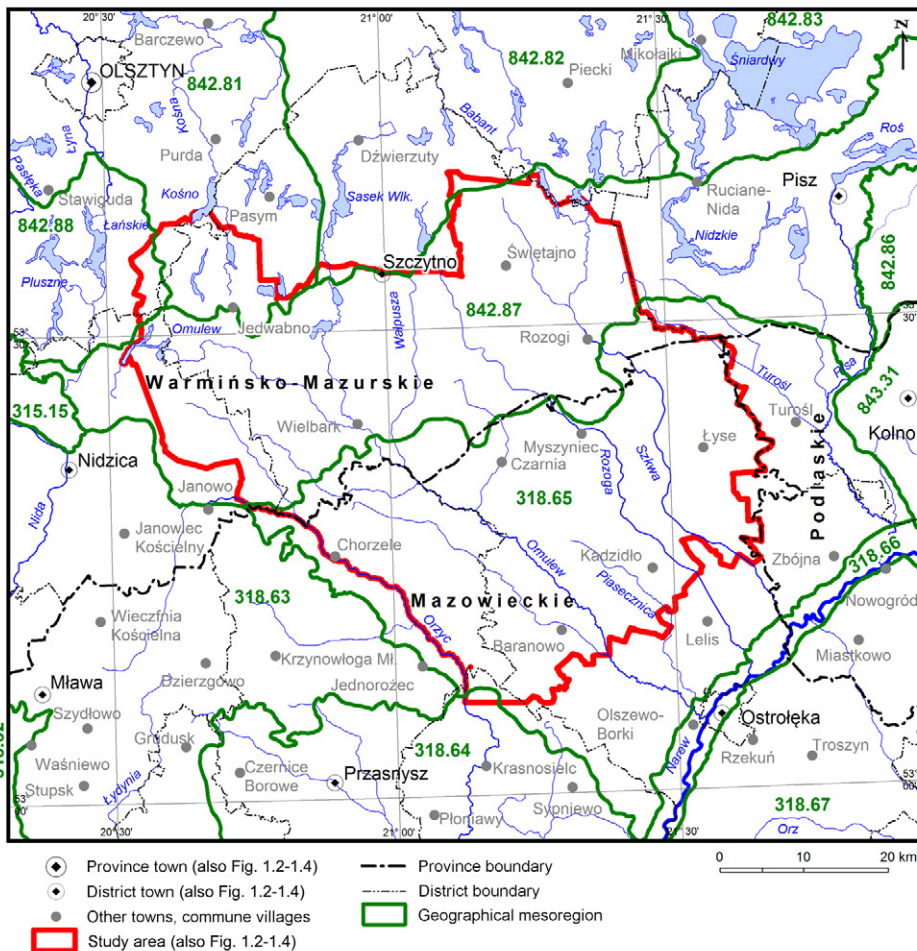 20° 30'
21° 00'
21° 30'
842.83
Barczewo
842.82
Mikołajki
Śniardwy
N
OLSZTYN
842.81
Piecki
Łyna
Kośna
Babant
Roś
Purda
Dźwierzuty
Pasłęka
Stawiguda
Kośno
Pasym
Sasek Wlk.
Ruciane-
Nida
Pisz
842.88
Łańskie
Nidzkie
Szczytno
Świętajno
842.86
Pluszne
842.87
Jedwabno
Wałpusza
30'
53°
30'
Omulew
Rozogi
Pisa
Warmińsko-Mazurskie
Turośl
843.31
315.15
Turośl
Wielbark
Myszyniec
Łyse
Kolno
Czarnia
Rozoga
Szkwa
Podlaskie
Nidzica
318.65
Nida
Janowo
Janowiec
Kościelny
Chorzele
Omulew
Kadzidło
Zbójna
318.66
Piasecznica
Nowogród
318.63
Mazowieckie
Wieczfnia
Kościelna
Orzyc
Baranowo
Lelis
Miastkowo
Krzynowłoga Mł.
Dzierzgowo
Jednorożec
Mława
Szydłowo
Olszewo-
Borki
Ostrołęka
318.64
Narew
Rzekuń
Troszyn
Grudusk
Waśniewo
Czernice
Borowe
Przasnysz
Krasnosielc
Stupsk
Łydynia
Sypniewo
53°
00'
Płoniawy
318.67
Orz
20° 30'
21° 00'
Province town (also Fig. 1.2-1.4)
District town (also Fig. 1.2-1.4)
Other towns, commune villages
Study area (also Fig. 1.2-1.4)
Province boundary
District boundary
Geographical mesoregion
0 10 20 km